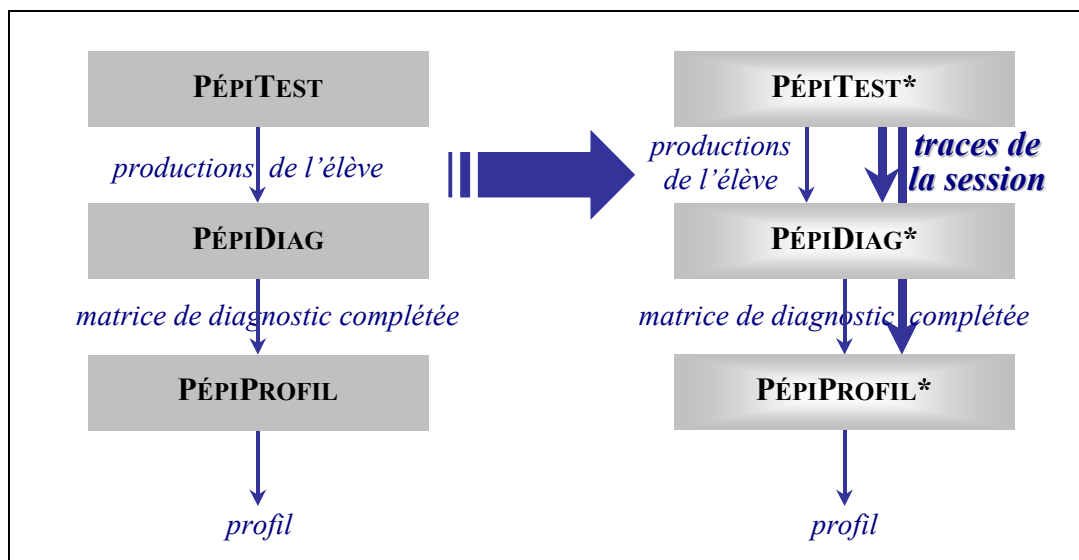 PÉPITEST
productions de l'élève
PÉPIDIAG
matrice de diagnostic complétée
PÉPIPROFIL
profil
PÉPITEST*
productions
de l'élève
traces de
la session
PÉPIDIAG*
matrice de diagnostic complétée
PÉPIPROFIL*
profil